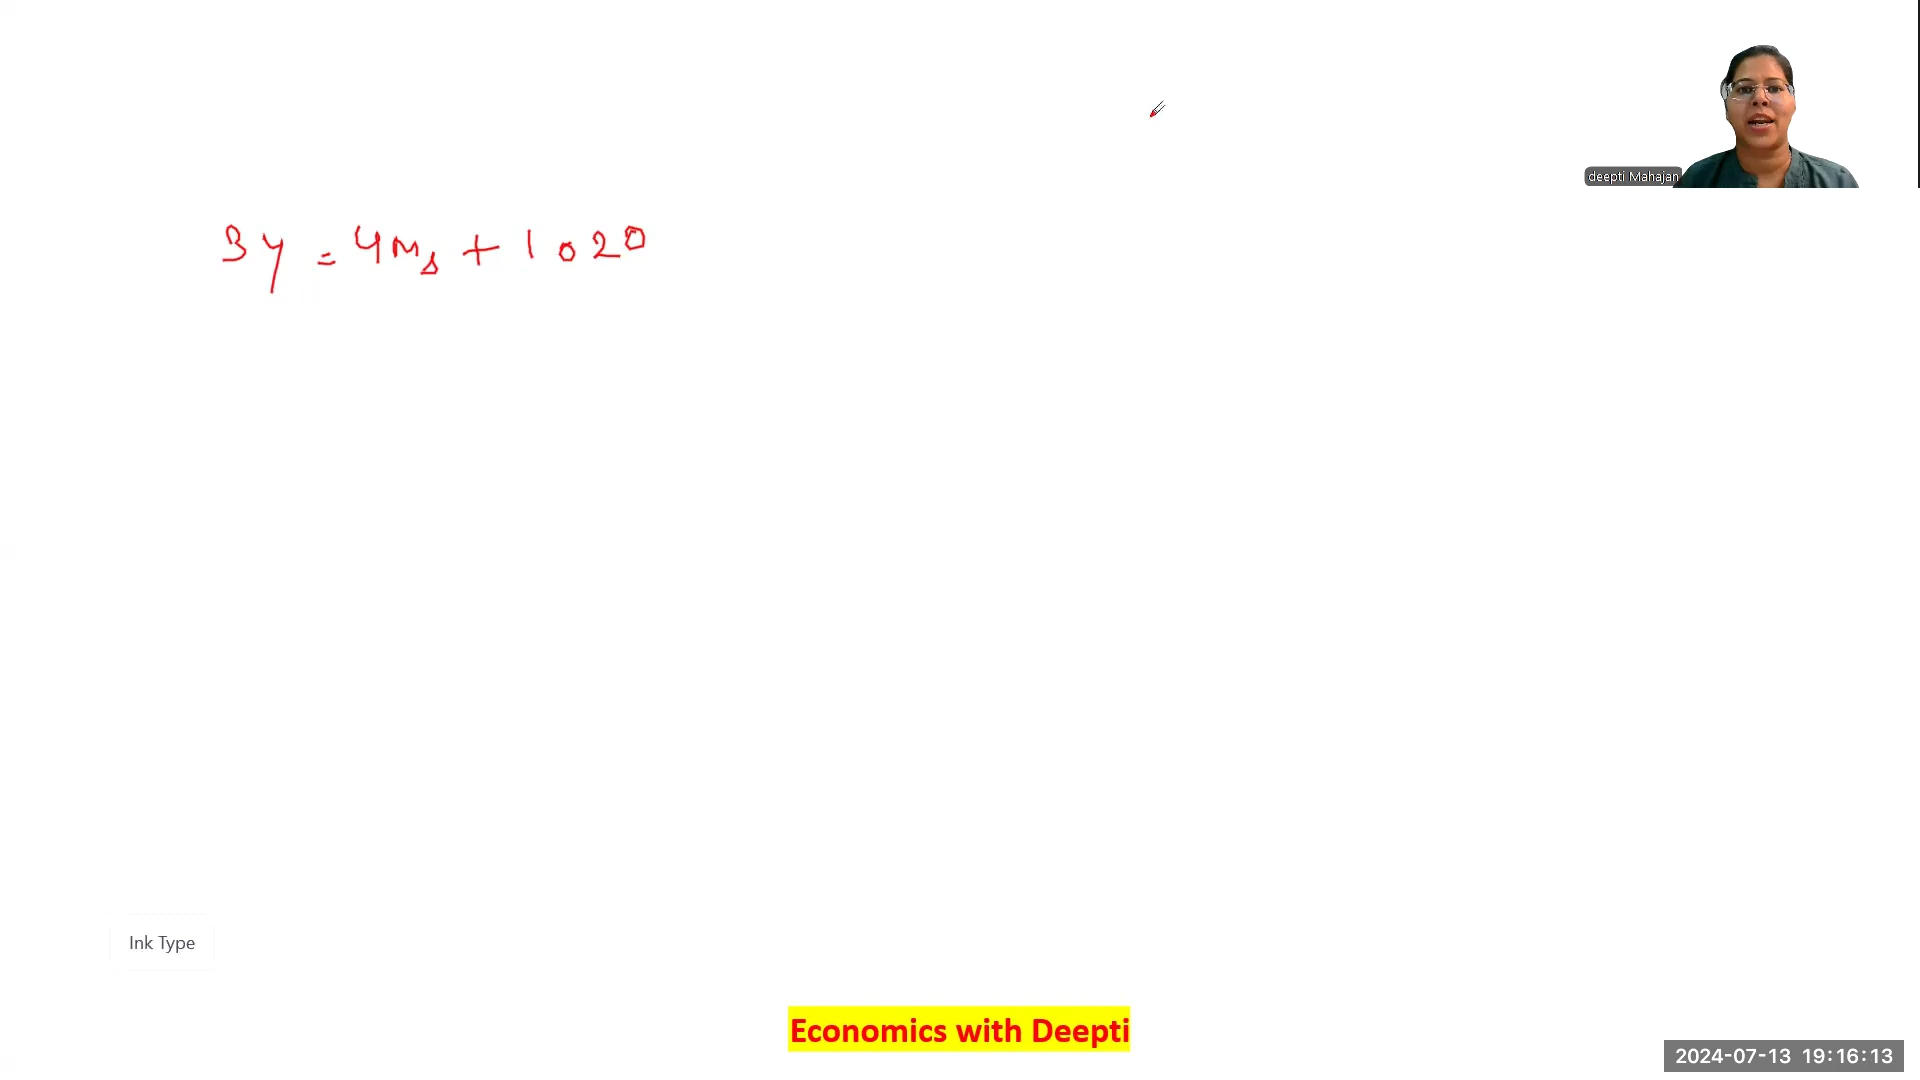 deepti Mahajan
3y = 4Ms + 1020
Ink Type
Economics with Deepti
2024-07-13 19:16:13